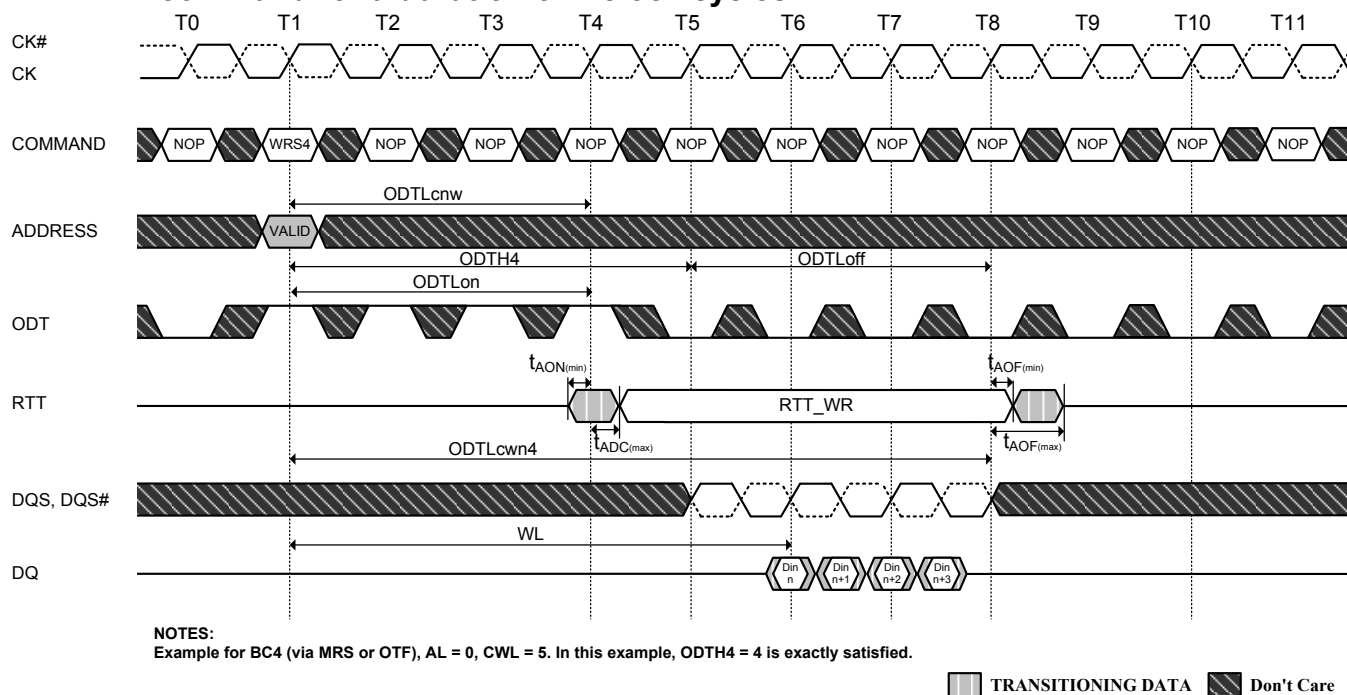 T0 T1 T2 T3 T4 T5 T6 T7 T8 T9 T10 T11
CK#
CK
COMMAND NOP WRS4 NOP NOP NOP NOP NOP NOP NOP NOP NOP NOP
ODTLcnw
ADDRESS VALID
ODTH4 ODTLoff
ODTLon
ODT
tAON(min) tAOF(min)
RTT RTT_WR
tADC(max) tAOF(max)
ODTLcwn4
DQS, DQS#
WL
DQ Din n Din n+1 Din n+2 Din n+3
NOTES:
Example for BC4 (via MRS or OTF), AL = 0, CWL = 5. In this example, ODTH4 = 4 is exactly satisfied.
TRANSITIONING DATA Don't Care